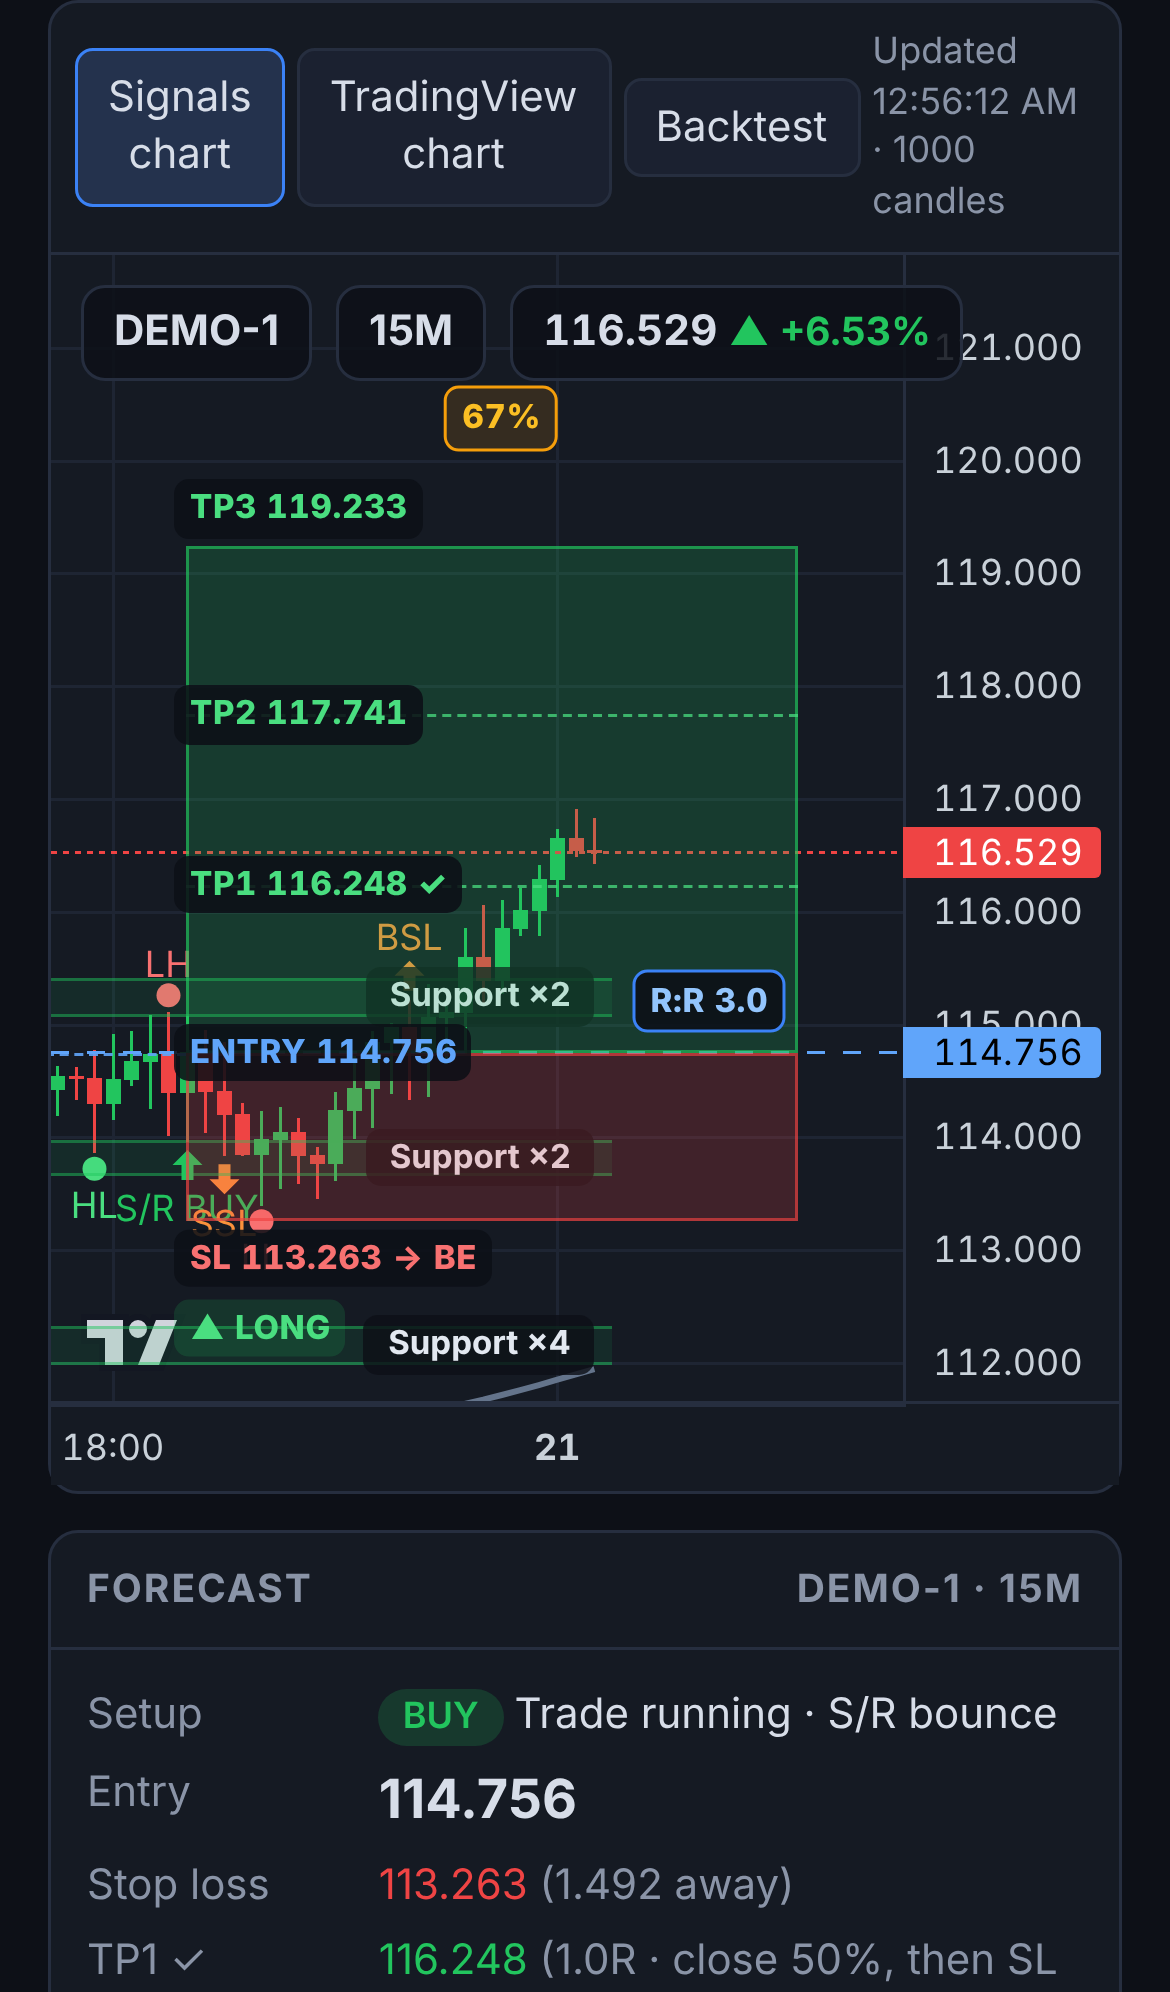 Signals
chart
TradingView
chart
Backtest
Updated
12:56:12 AM
· 1000
candles
DEMO-1
15M
116.529 ▲ +6.53%
121.000
67%
120.000
TP3 119.233
119.000
118.000
TP2 117.741
117.000
116.529
TP1 116.248 ✓
116.000
BSL
LH
Support ×2
R:R 3.0
115.000
ENTRY 114.756
114.756
114.000
Support ×2
HL
S/R BUY
SSL
SL 113.263 → BE
113.000
▲ LONG
Support ×4
112.000
18:00
21
FORECAST
DEMO-1 · 15M
Setup
BUY Trade running · S/R bounce
Entry
114.756
Stop loss
113.263 (1.492 away)
TP1 ✓
116.248 (1.0R · close 50%, then SL